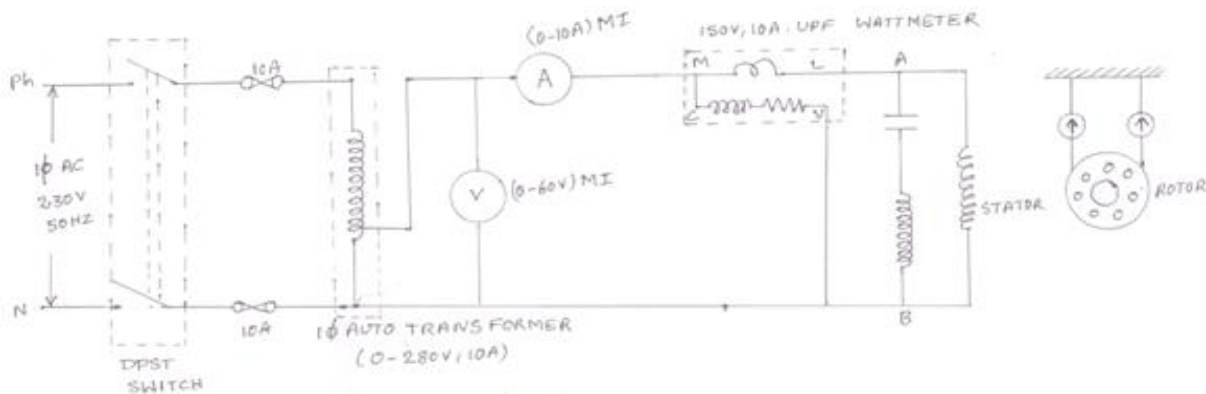 (0-10A) MI
150V, 10A. UPF WATTMETER
Ph
10A
A
M
L
A
C
V
1ϕ AC
230V
50HZ
V
(0-60V) MI
STATOR
ROTOR
N
10A
B
1ϕ AUTO TRANSFORMER
(0-280V, 10A)
DPST
SWITCH